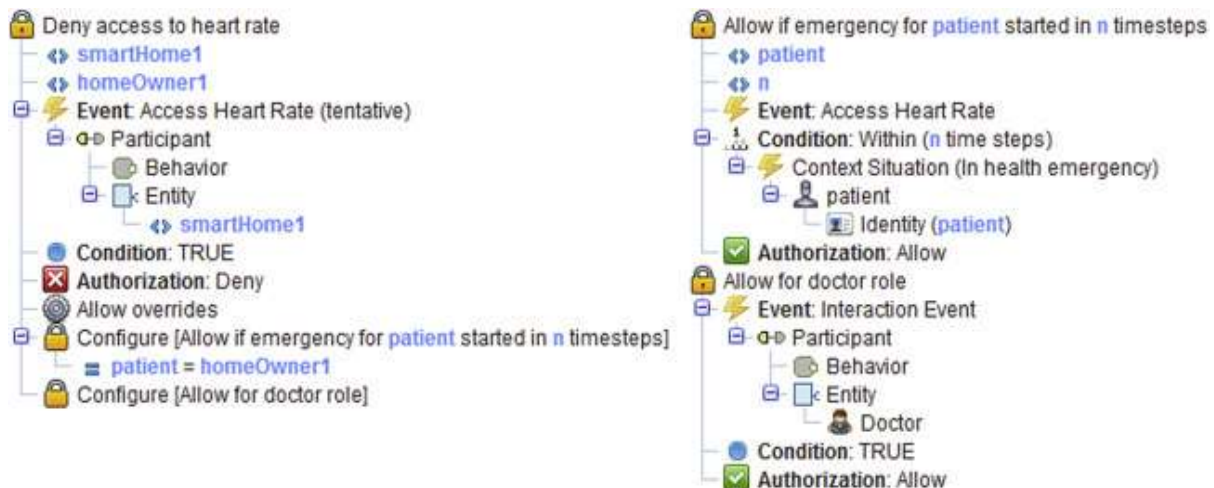 Deny access to heart rate
smartHome1
homeOwner1
Event: Access Heart Rate (tentative)
Participant
Behavior
Entity
smartHome1
Condition: TRUE
Authorization: Deny
Allow overrides
Configure [Allow if emergency for patient started in n timesteps]
patient = homeOwner1
Configure [Allow for doctor role]
Allow if emergency for patient started in n timesteps
patient
n
Event: Access Heart Rate
Condition: Within (n time steps)
Context Situation (In health emergency)
patient
Identity (patient)
Authorization: Allow
Allow for doctor role
Event: Interaction Event
Participant
Behavior
Entity
Doctor
Condition: TRUE
Authorization: Allow